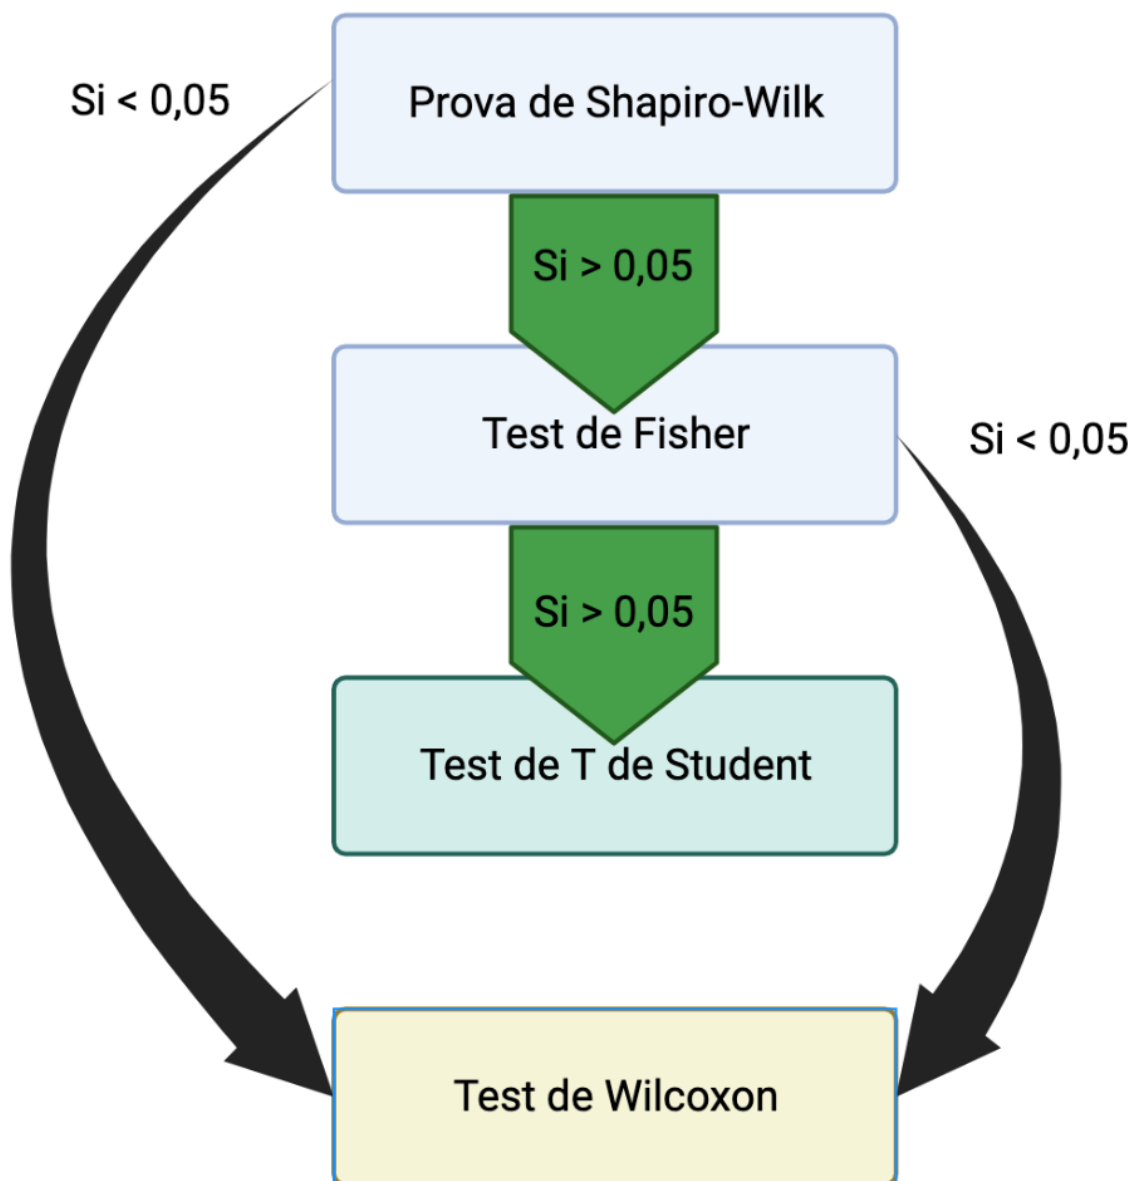 Si < 0,05
Prova de Shapiro-Wilk
Si > 0,05
Test de Fisher
Si < 0,05
Si > 0,05
Test de T de Student
Test de Wilcoxon